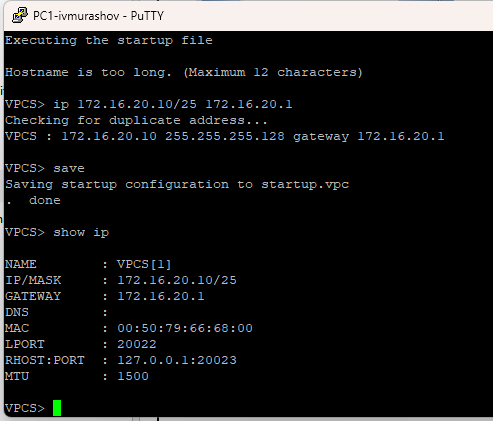 PC1-ivmurashov - PuTTY
Executing the startup file
Hostname is too long. (Maximum 12 characters)
VPCS> ip 172.16.20.10/25 172.16.20.1
Checking for duplicate address...
VPCS : 172.16.20.10 255.255.255.128 gateway 172.16.20.1
VPCS> save
Saving startup configuration to startup.vpc
.  done
VPCS> show ip
NAME        : VPCS[1]
IP/MASK     : 172.16.20.10/25
GATEWAY     : 172.16.20.1
DNS         :
MAC         : 00:50:79:66:68:00
LPORT       : 20022
RHOST:PORT  : 127.0.0.1:20023
MTU         : 1500
VPCS>